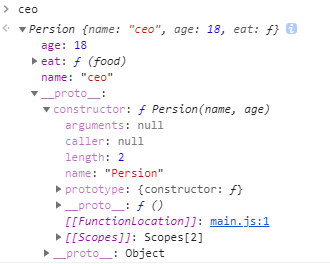 > ceo
Persion {name: "ceo", age: 18, eat: ƒ} i
age: 18
eat: ƒ (food)
name: "ceo"
__proto__:
constructor: ƒ Persion(name, age)
arguments: null
caller: null
length: 2
name: "Persion"
prototype: {constructor: ƒ}
__proto__: ƒ ()
[[FunctionLocation]]: main.js:1
[[Scopes]]: Scopes[2]
__proto__: Object